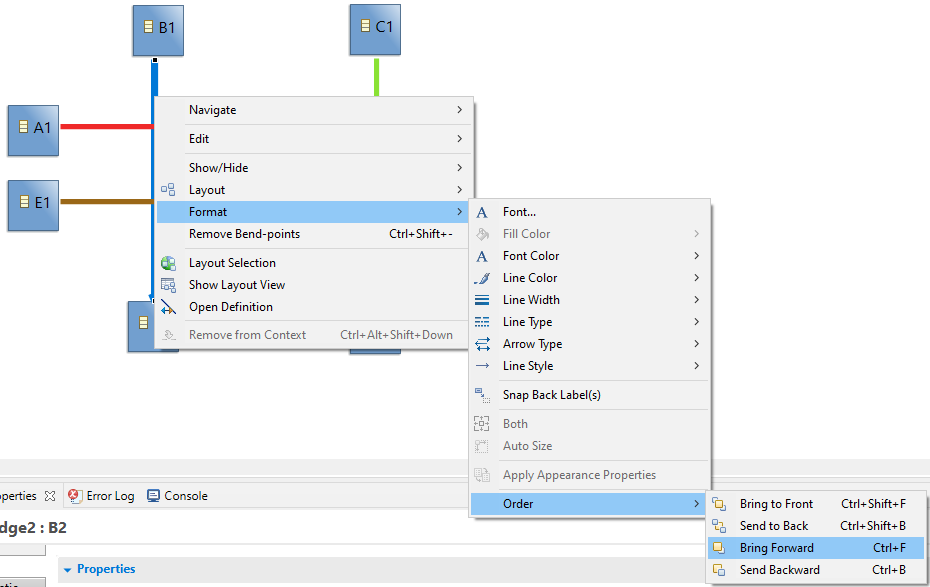 B1
C1
A1
E1
Navigate
Edit
Show/Hide
Layout
Format
Remove Bend-points Ctrl+Shift+-
Layout Selection
Show Layout View
Open Definition
Remove from Context Ctrl+Alt+Shift+Down
Font...
Fill Color
Font Color
Line Color
Line Width
Line Type
Arrow Type
Line Style
Snap Back Label(s)
Both
Auto Size
Apply Appearance Properties
Order
Bring to Front Ctrl+Shift+F
Send to Back Ctrl+Shift+B
Bring Forward Ctrl+F
Send Backward Ctrl+B
perties Error Log Console
dge2 : B2
Properties